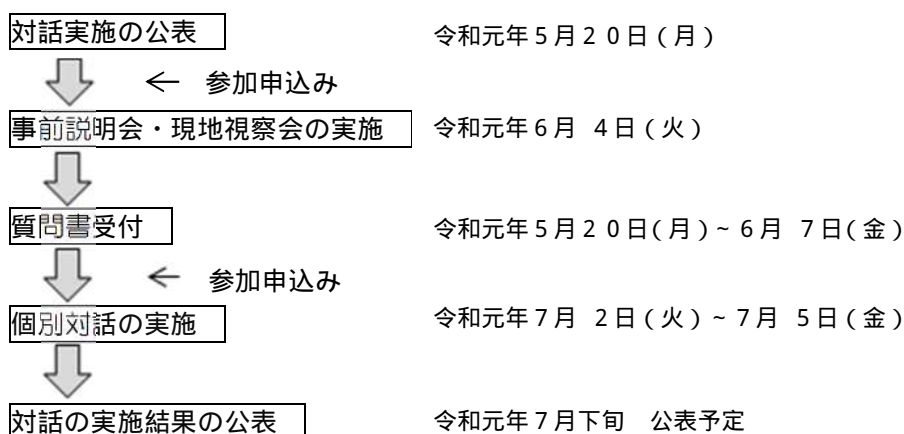 対話実施の公表 令和元年５月２０日（月）
← 参加申込み
事前説明会・現地視察会の実施 令和元年６月 ４日（火）
質問書受付 令和元年５月２０日（月）～６月 ７日（金）
← 参加申込み
個別対話の実施 令和元年７月 ２日（火）～７月 ５日（金）
対話の実施結果の公表 令和元年７月下旬 公表予定